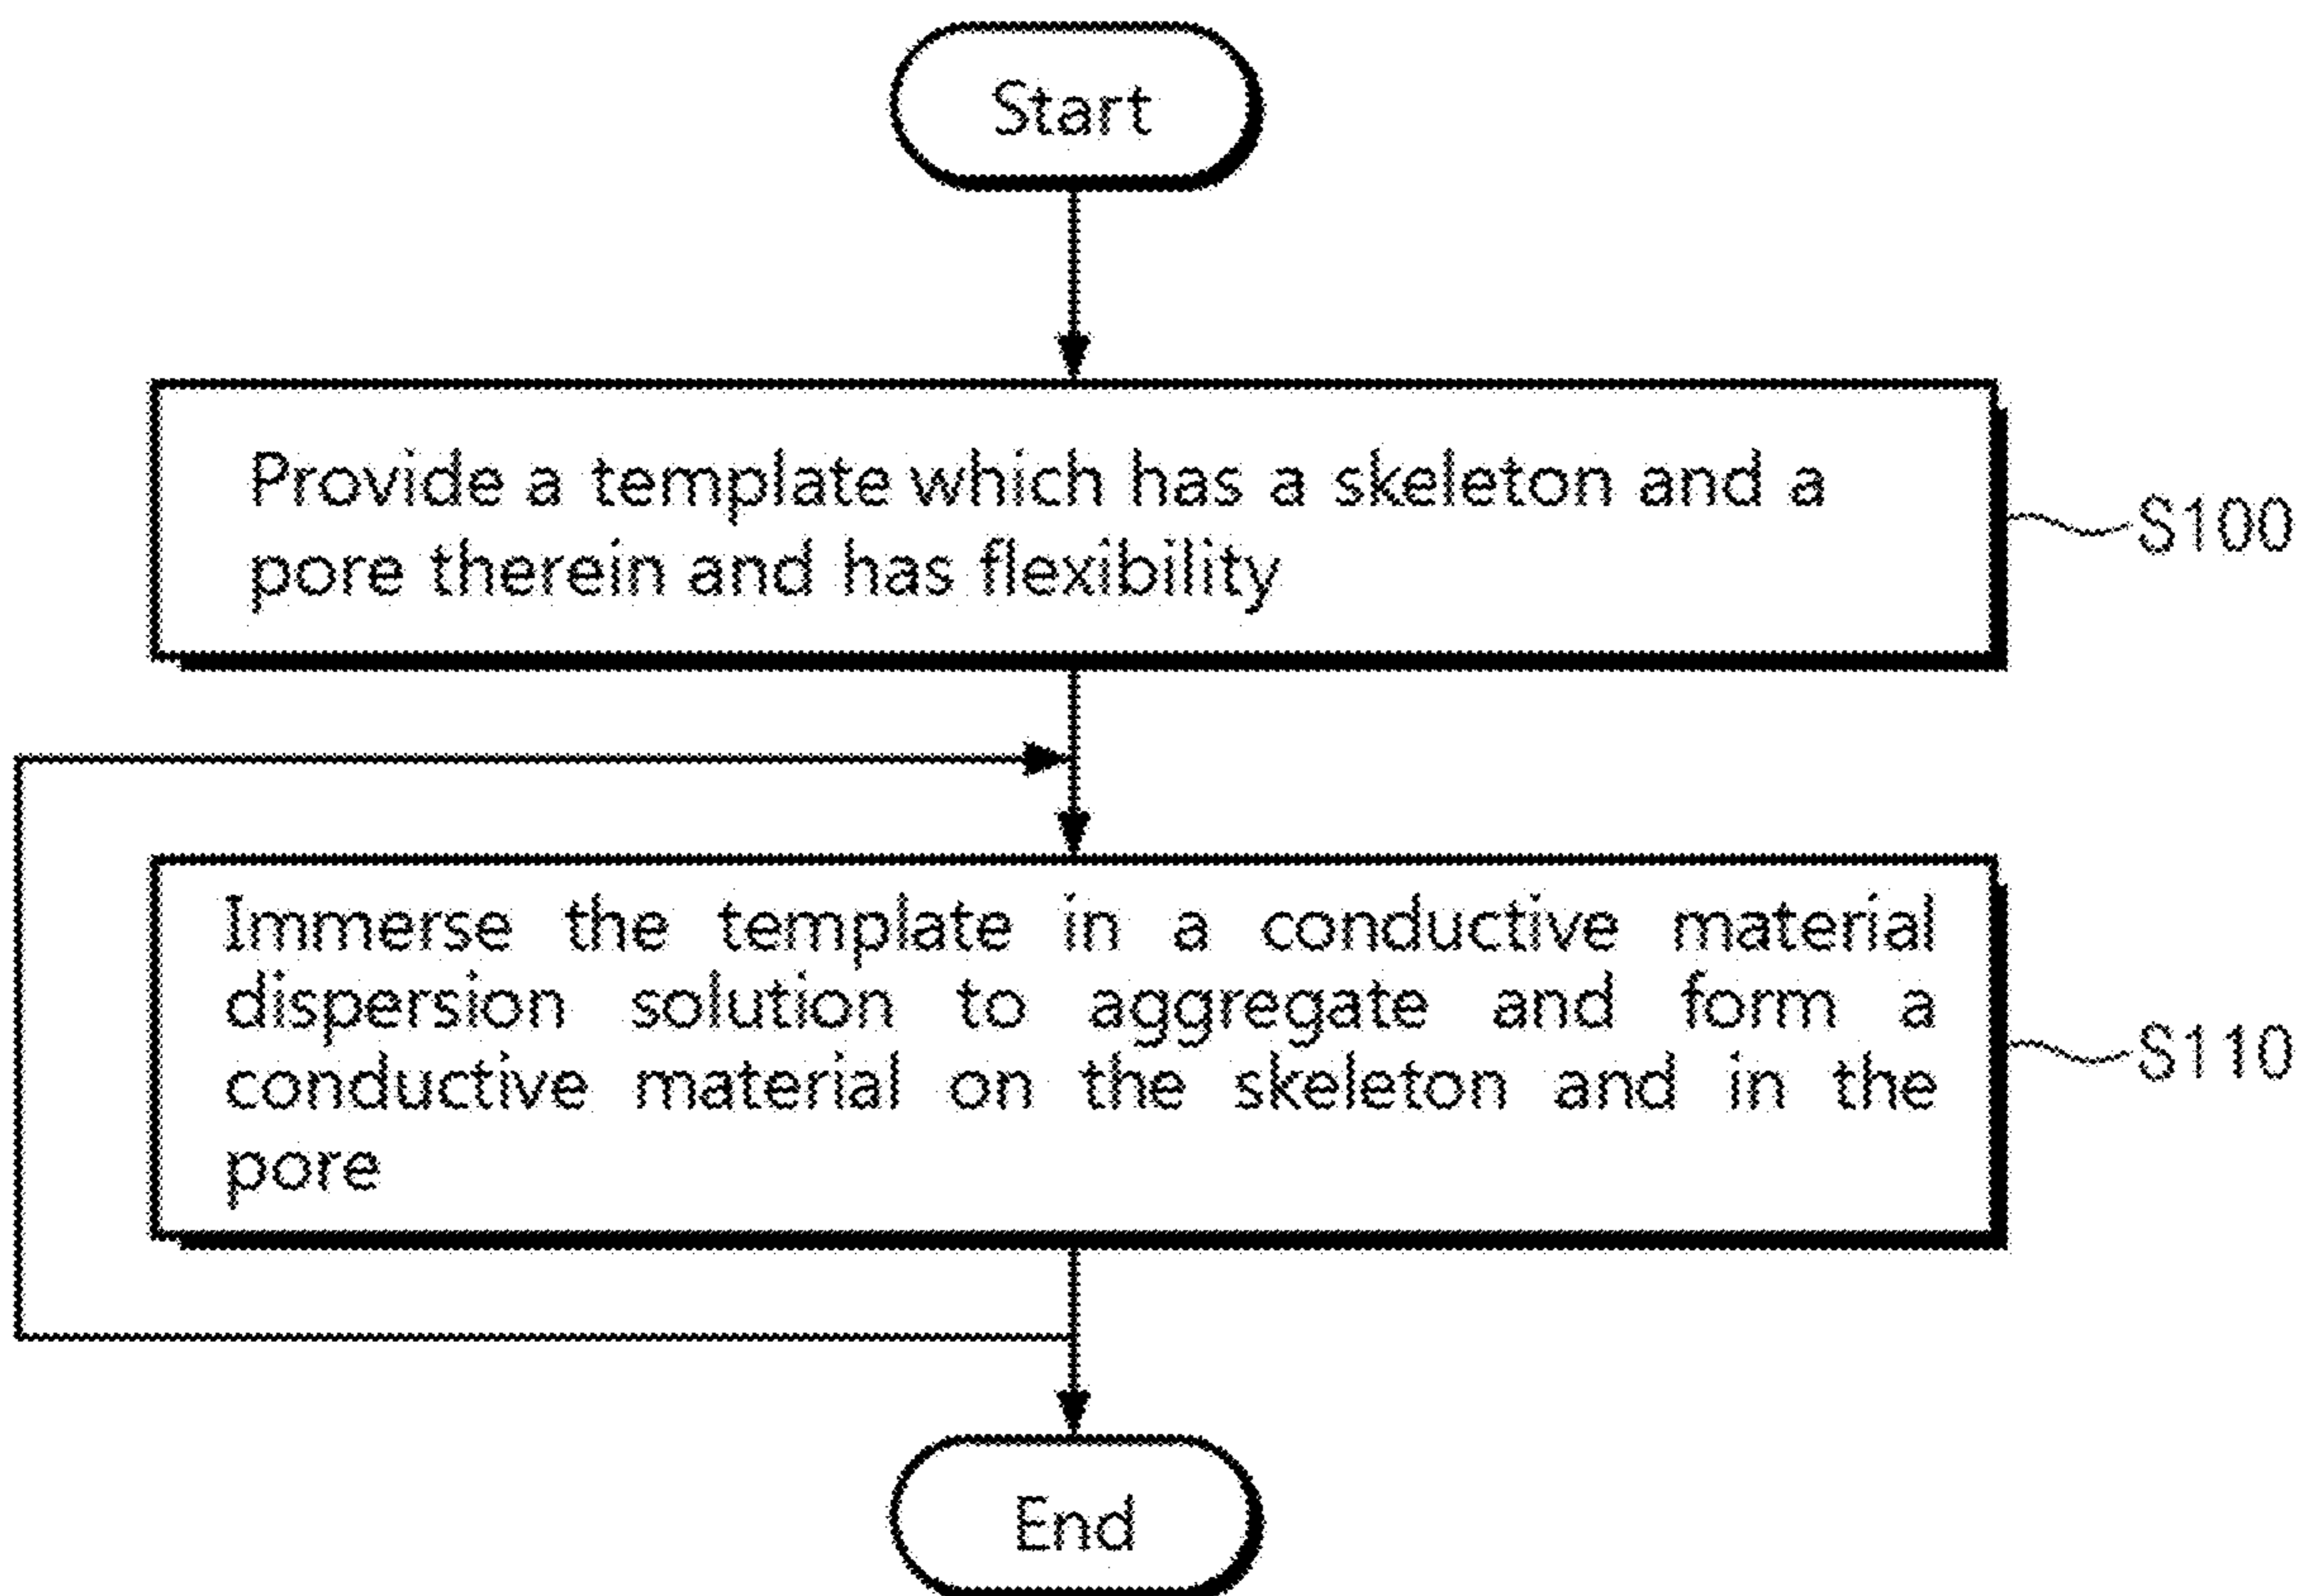 Start
Provide a template which has a skeleton and a
pore therein and has flexibility
S100
Immerse the template in a conductive material
dispersion solution to aggregate and form a
conductive material on the skeleton and in the
pore
S110
End